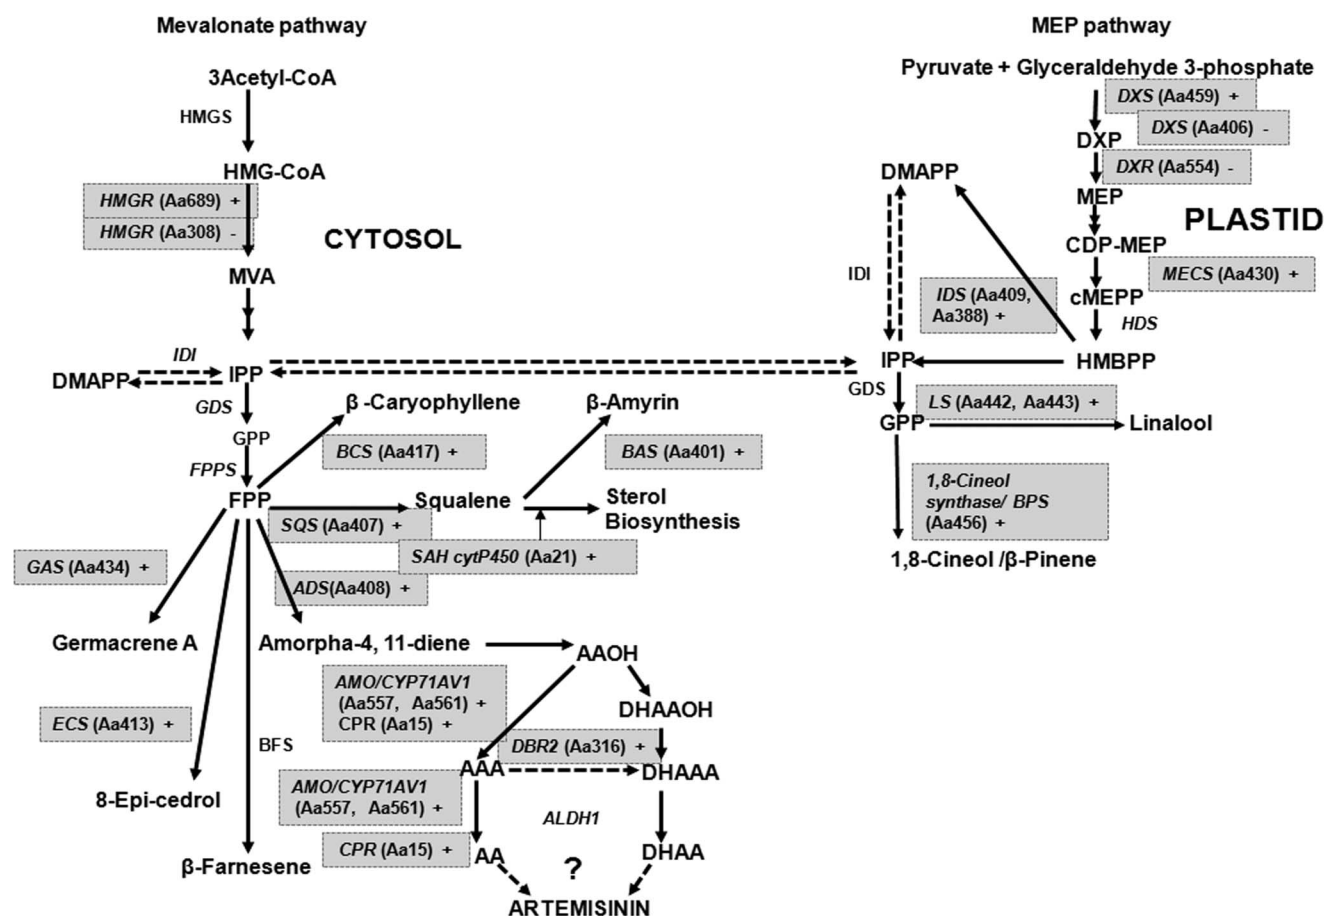 Mevalonate pathway
MEP pathway
3Acetyl-CoA
Pyruvate + Glyceraldehyde 3-phosphate
HMGS
DXS (Aa459) +
DXS (Aa406) -
DXP
HMG-CoA
DMAPP
DXR (Aa554) -
HMGR (Aa689) +
MEP
HMGR (Aa308) -
CYTOSOL
PLASTID
CDP-MEP
MVA
IDI
MECS (Aa430) +
IDS (Aa409,
Aa388) +
cMEPP
HDS
IDI
DMAPP
IPP
IPP
HMBPP
GDS
GDS
β -Caryophyllene
β-Amyrin
LS (Aa442, Aa443) +
GPP
Linalool
GPP
BCS (Aa417) +
BAS (Aa401) +
FPPS
1,8-Cineol
synthase/ BPS
(Aa456) +
FPP
Squalene
Sterol
Biosynthesis
SQS (Aa407) +
SAH cytP450 (Aa21) +
1,8-Cineol /β-Pinene
GAS (Aa434) +
ADS(Aa408) +
Germacrene A
Amorpha-4, 11-diene
AAOH
AMO/CYP71AV1
(Aa557, Aa561) +
CPR (Aa15) +
DHAAOH
ECS (Aa413) +
BFS
DBR2 (Aa316) +
AAA
DHAAA
AMO/CYP71AV1
(Aa557, Aa561) +
8-Epi-cedrol
ALDH1
CPR (Aa15) +
AA
DHAA
β-Farnesene
?
ARTEMISININ